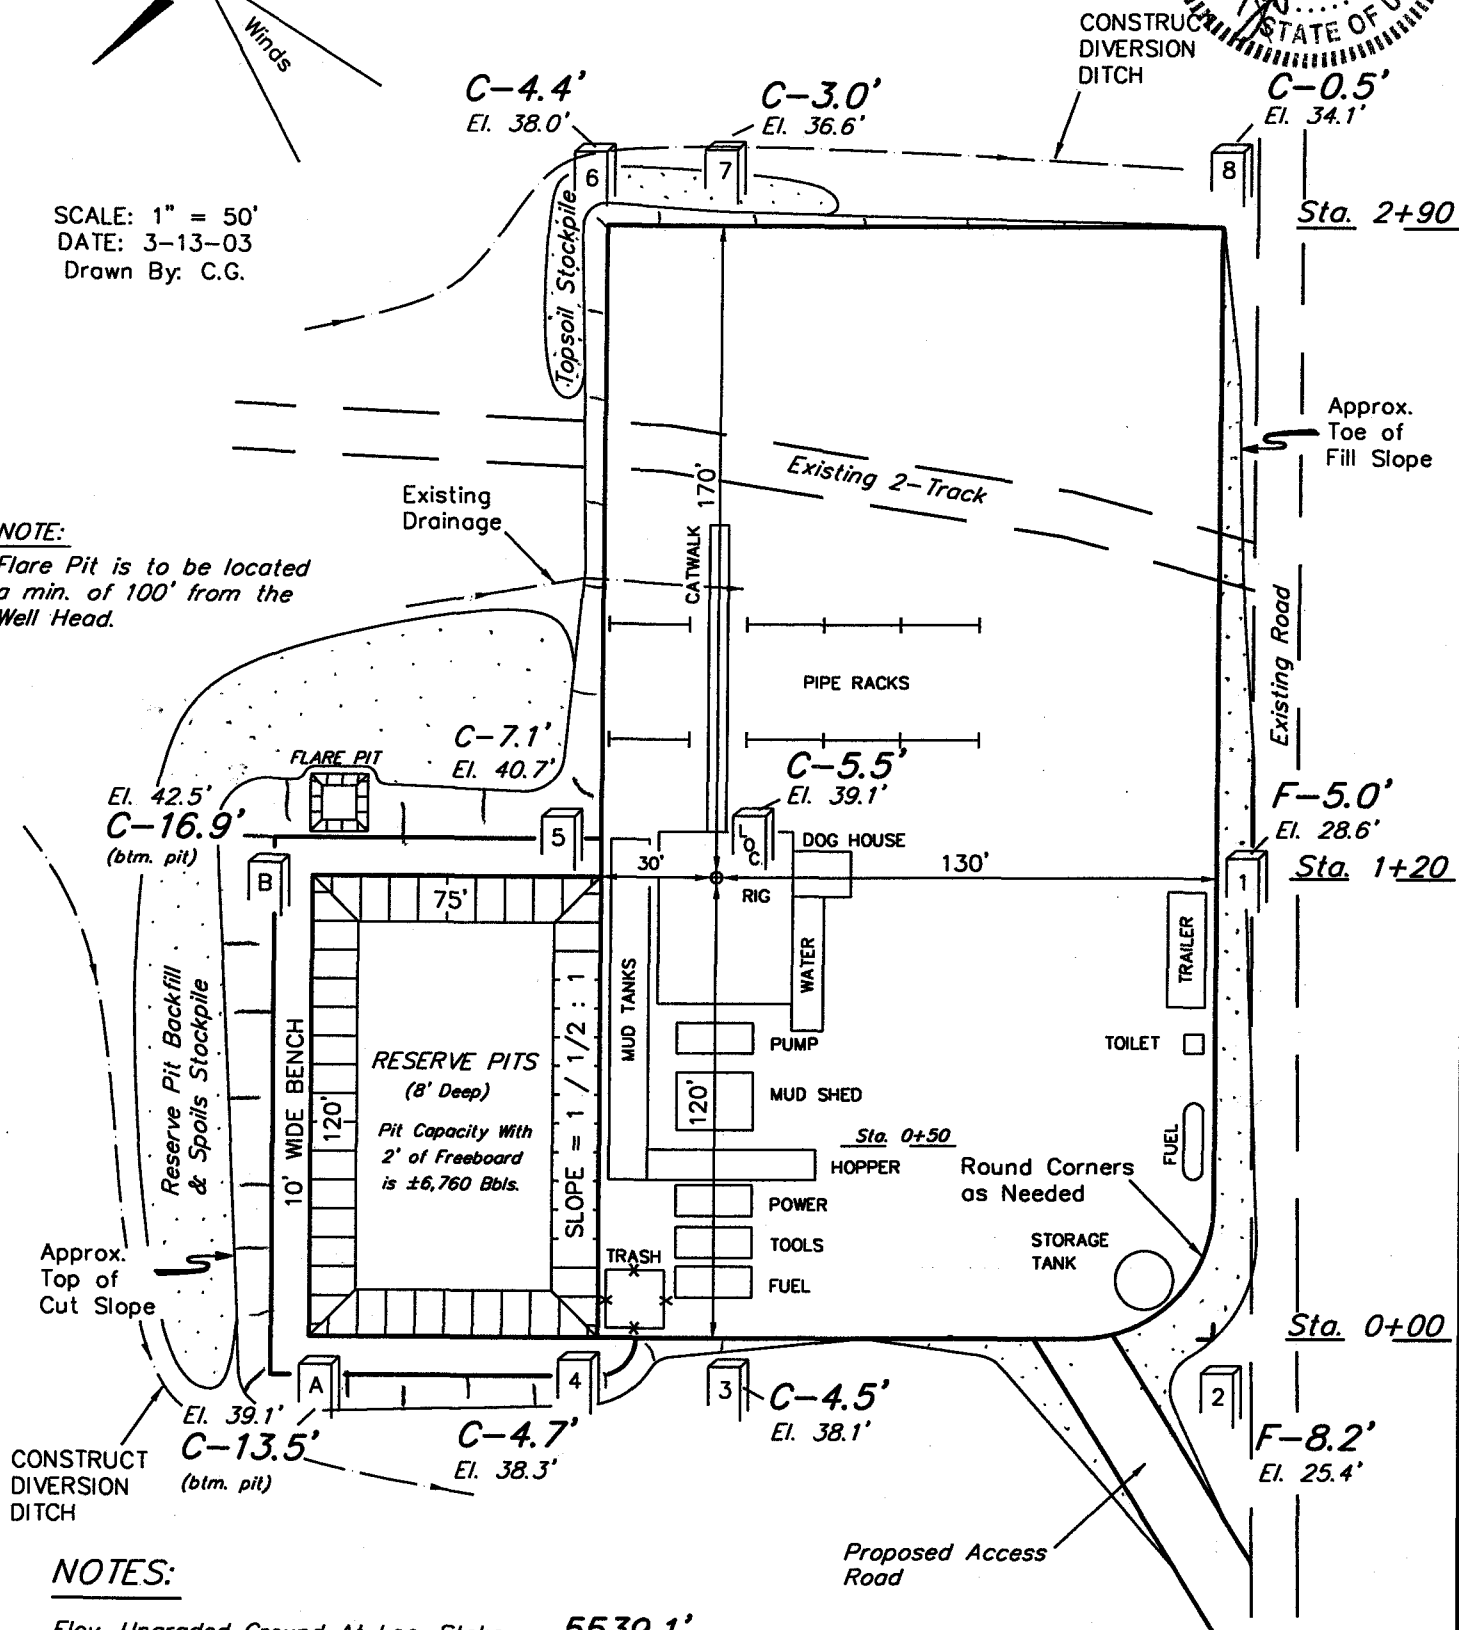 Winds
CONSTRUCT
DIVERSION
DITCH
STATE OF U
C-4.4'
El. 38.0'
C-3.0'
El. 36.6'
C-0.5'
El. 34.1'
6
7
8
SCALE: 1" = 50'
DATE: 3-13-03
Drawn By: C.G.
Sta. 2+90
Topsoil Stockpile
Approx.
Toe of
Fill Slope
170'
Existing 2-Track
Existing
Drainage
NOTE:
Flare Pit is to be located
a min. of 100' from the
Well Head.
CATWALK
PIPE RACKS
Existing Road
C-7.1'
El. 40.7'
FLARE PIT
El. 42.5'
C-16.9'
(btm. pit)
C-5.5'
El. 39.1'
F-5.0'
El. 28.6'
B
5
LOC.
DOG HOUSE
30'
130'
RIG
1
Sta. 1+20
75'
TRAILER
WATER
MUD TANKS
Reserve Pit Backfill
& Spoils Stockpile
10' WIDE BENCH
120'
RESERVE PITS
(8' Deep)
Pit Capacity With
2' of Freeboard
is ±6,760 Bbls.
SLOPE = 1 1/2 : 1
PUMP
TOILET
MUD SHED
120'
Sta. 0+50
HOPPER
FUEL
Round Corners
as Needed
POWER
TOOLS
FUEL
TRASH
STORAGE
TANK
Approx.
Top of
Cut Slope
Sta. 0+00
A
4
3
2
El. 39.1'
C-13.5'
(btm. pit)
C-4.7'
El. 38.3'
C-4.5'
El. 38.1'
F-8.2'
El. 25.4'
CONSTRUCT
DIVERSION
DITCH
Proposed Access
Road
NOTES:
Elev. Ungraded Ground At Loc. Stake = 5539.1'